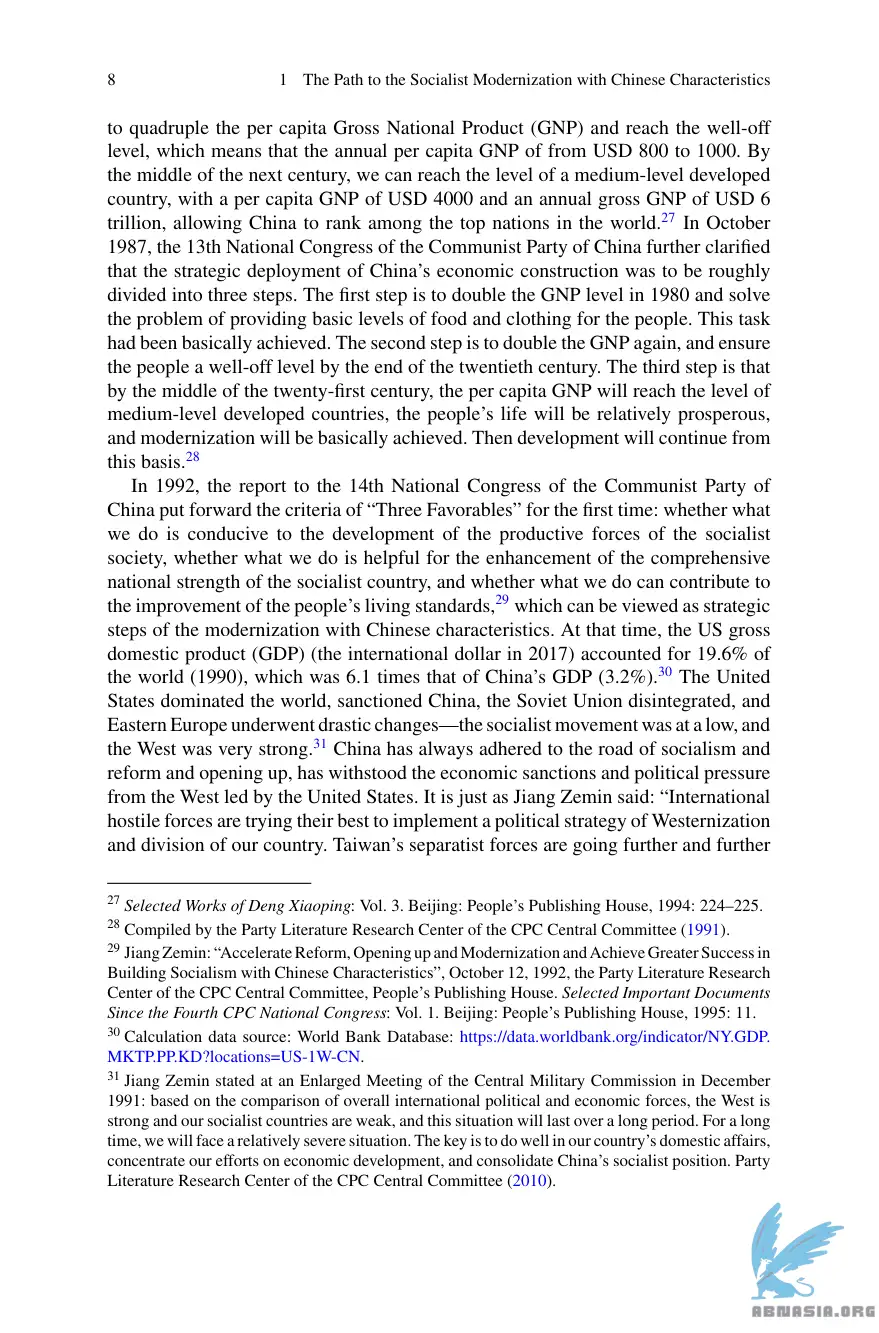 8 1 The Path to the Socialist Modernization with Chinese Characteristics
to quadruple the per capita Gross National Product (GNP) and reach the well-off
level, which means that the annual per capita GNP of from USD 800 to 1000. By
the middle of the next century, we can reach the level of a medium-level developed
country, with a per capita GNP of USD 4000 and an annual gross GNP of USD 6
trillion, allowing China to rank among the top nations in the world.27 In October
1987, the 13th National Congress of the Communist Party of China further clarified
that the strategic deployment of China’s economic construction was to be roughly
divided into three steps. The first step is to double the GNP level in 1980 and solve
the problem of providing basic levels of food and clothing for the people. This task
had been basically achieved. The second step is to double the GNP again, and ensure
the people a well-off level by the end of the twentieth century. The third step is that
by the middle of the twenty-first century, the per capita GNP will reach the level of
medium-level developed countries, the people’s life will be relatively prosperous,
and modernization will be basically achieved. Then development will continue from
this basis.28
In 1992, the report to the 14th National Congress of the Communist Party of
China put forward the criteria of “Three Favorables” for the first time: whether what
we do is conducive to the development of the productive forces of the socialist
society, whether what we do is helpful for the enhancement of the comprehensive
national strength of the socialist country, and whether what we do can contribute to
the improvement of the people’s living standards,29 which can be viewed as strategic
steps of the modernization with Chinese characteristics. At that time, the US gross
domestic product (GDP) (the international dollar in 2017) accounted for 19.6% of
the world (1990), which was 6.1 times that of China’s GDP (3.2%).30 The United
States dominated the world, sanctioned China, the Soviet Union disintegrated, and
Eastern Europe underwent drastic changes—the socialist movement was at a low, and
the West was very strong.31 China has always adhered to the road of socialism and
reform and opening up, has withstood the economic sanctions and political pressure
from the West led by the United States. It is just as Jiang Zemin said: “International
hostile forces are trying their best to implement a political strategy of Westernization
and division of our country. Taiwan’s separatist forces are going further and further
27 Selected Works of Deng Xiaoping: Vol. 3. Beijing: People’s Publishing House, 1994: 224–225.
28 Compiled by the Party Literature Research Center of the CPC Central Committee (1991).
29 Jiang Zemin: “Accelerate Reform, Opening up and Modernization and Achieve Greater Success in
Building Socialism with Chinese Characteristics”, October 12, 1992, the Party Literature Research
Center of the CPC Central Committee, People’s Publishing House. Selected Important Documents
Since the Fourth CPC National Congress: Vol. 1. Beijing: People’s Publishing House, 1995: 11.
30 Calculation data source: World Bank Database: https://data.worldbank.org/indicator/NY.GDP.
MKTP.PP.KD?locations=US-1W-CN.
31 Jiang Zemin stated at an Enlarged Meeting of the Central Military Commission in December
1991: based on the comparison of overall international political and economic forces, the West is
strong and our socialist countries are weak, and this situation will last over a long period. For a long
time, we will face a relatively severe situation. The key is to do well in our country’s domestic affairs,
concentrate our efforts on economic development, and consolidate China’s socialist position. Party
Literature Research Center of the CPC Central Committee (2010).
ABNASIA.ORG